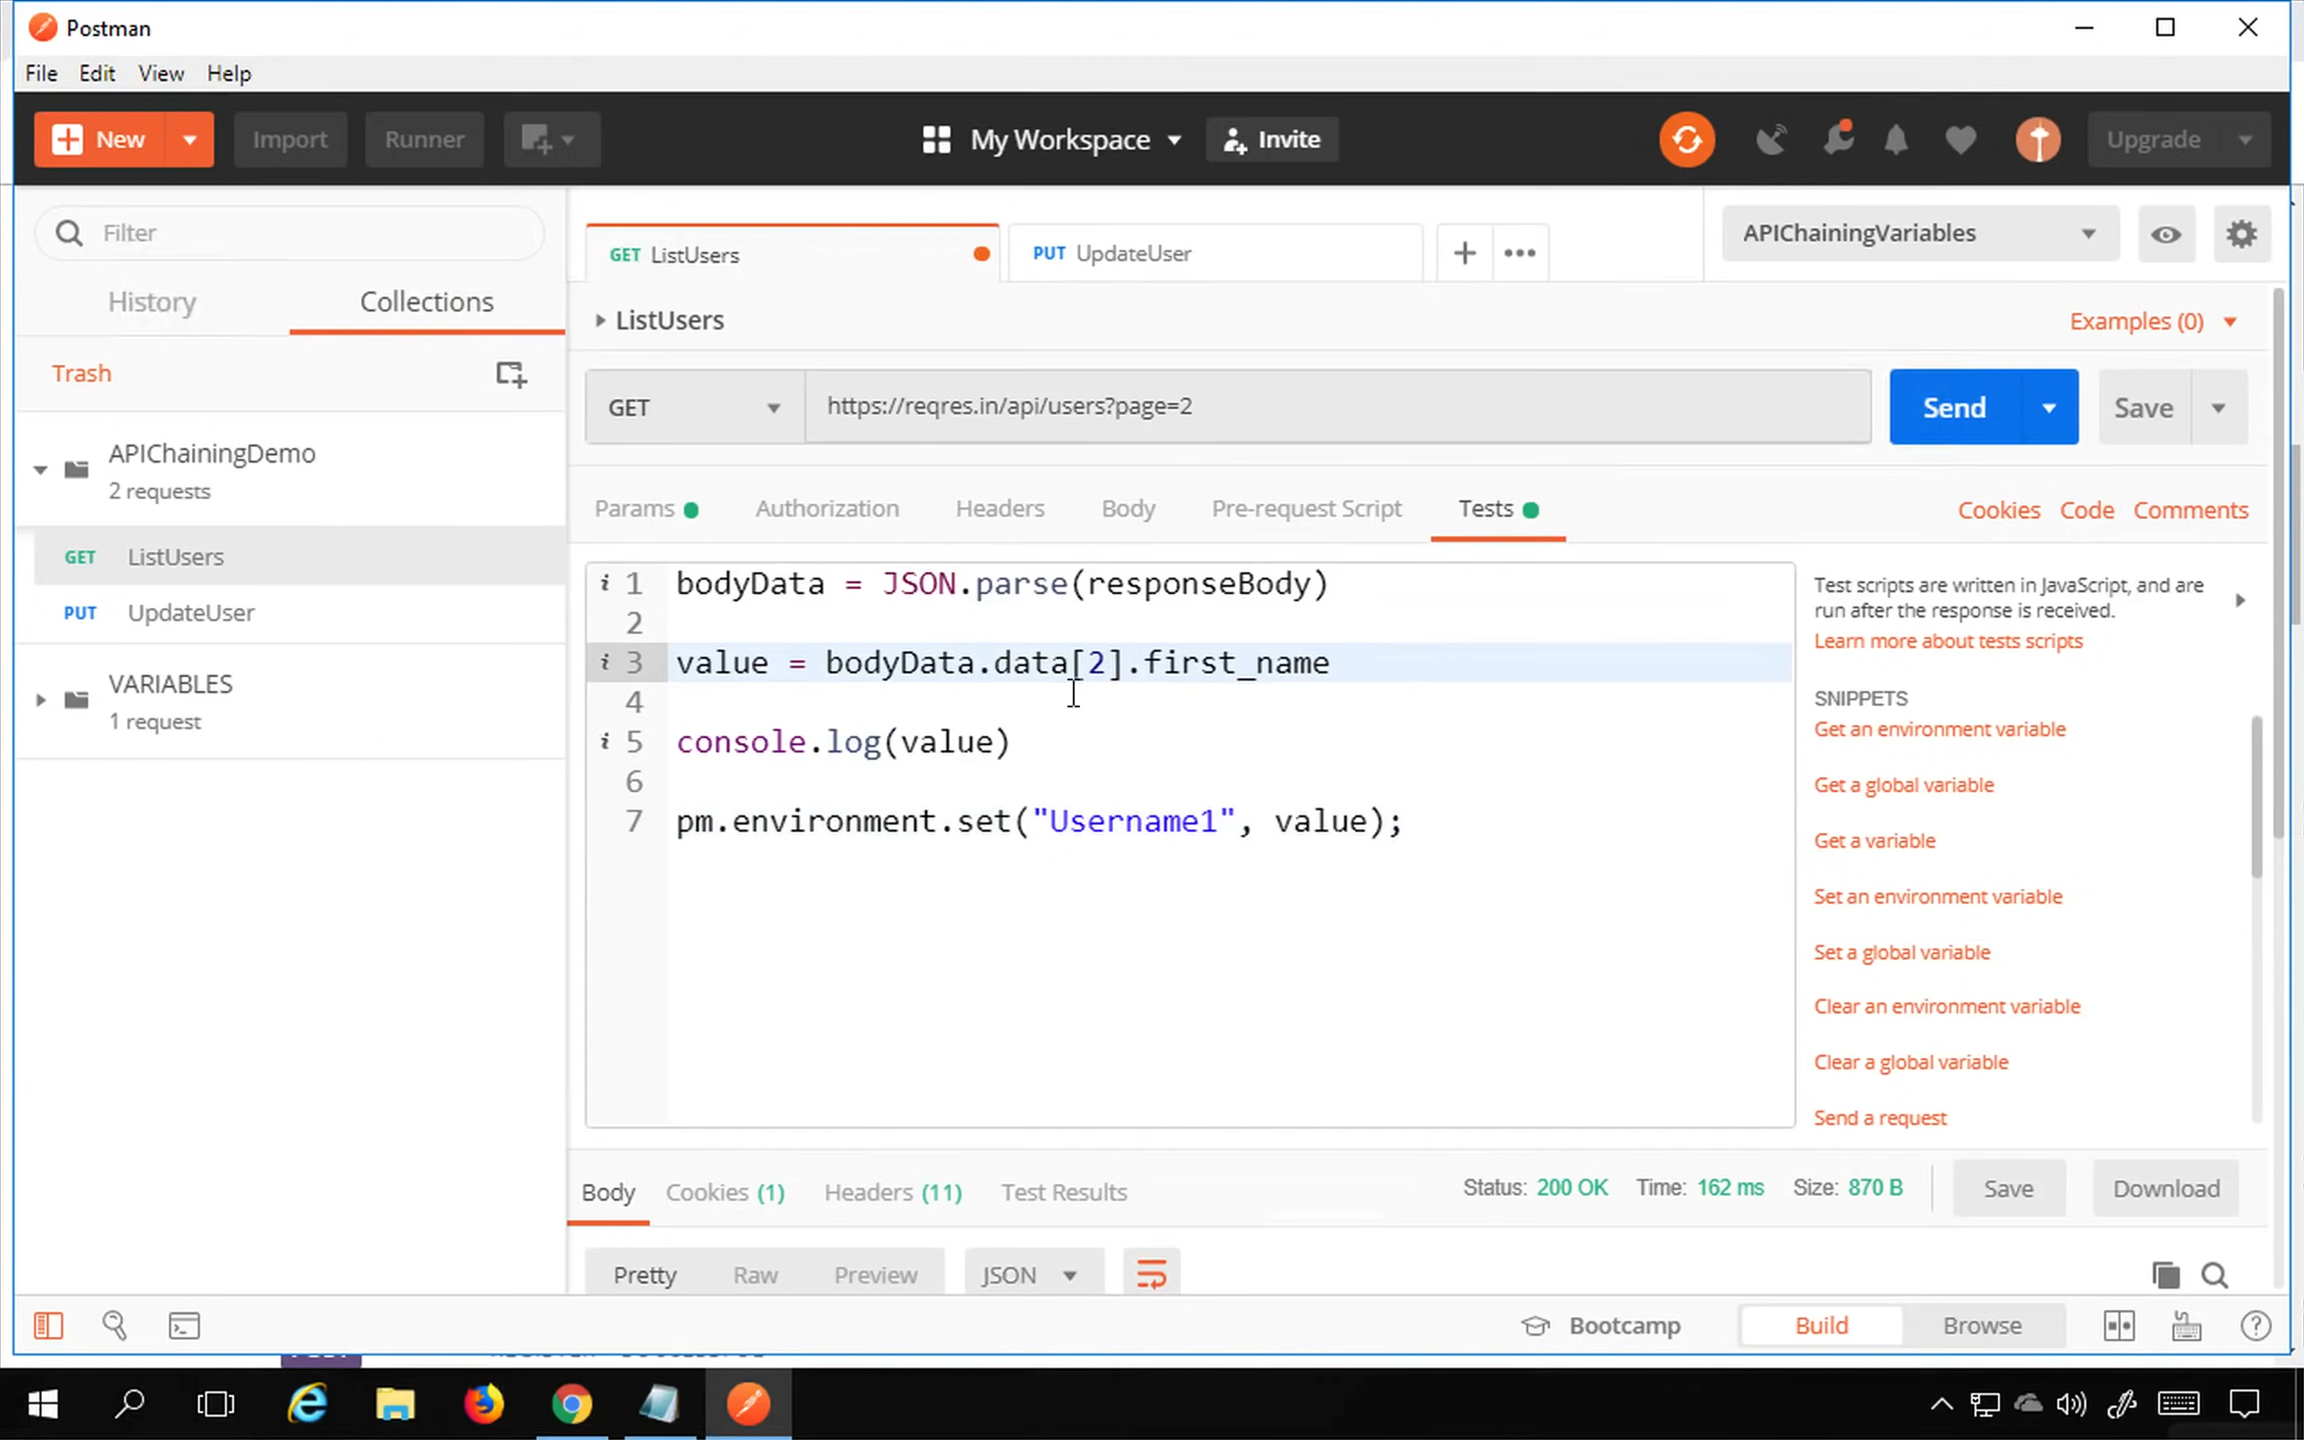 Postman
File Edit View Help
New Import Runner My Workspace Invite Upgrade
Filter
History Collections
Trash
APIChainingDemo
2 requests
GET ListUsers
PUT UpdateUser
VARIABLES
1 request
GET ListUsers PUT UpdateUser
APIChainingVariables
ListUsers
Examples (0)
GET https://reqres.in/api/users?page=2 Send Save
Params Authorization Headers Body Pre-request Script Tests Cookies Code Comments
1 bodyData = JSON.parse(responseBody)
2
3 value = bodyData.data[2].first_name
4
5 console.log(value)
6
7 pm.environment.set("Username1", value);
Test scripts are written in JavaScript, and are
run after the response is received.
Learn more about tests scripts
SNIPPETS
Get an environment variable
Get a global variable
Get a variable
Set an environment variable
Set a global variable
Clear an environment variable
Clear a global variable
Send a request
Body Cookies (1) Headers (11) Test Results Status: 200 OK Time: 162 ms Size: 870 B Save Download
Pretty Raw Preview JSON
Bootcamp Build Browse